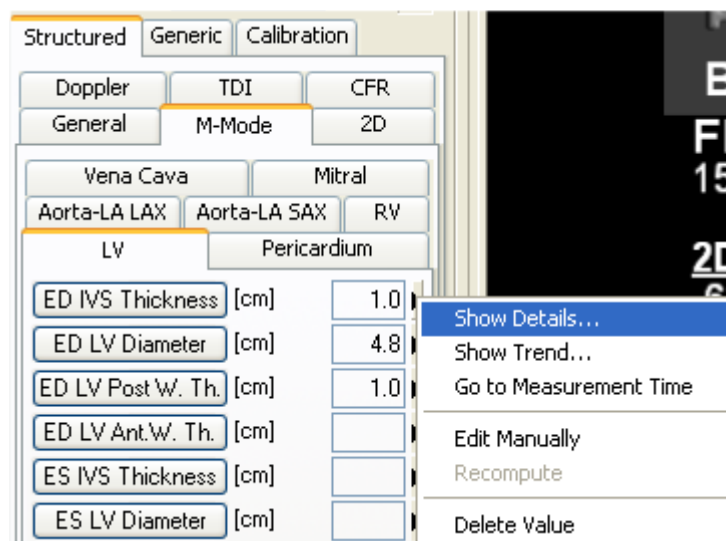 Structured Generic Calibration
Doppler TDI CFR
General M-Mode 2D
Vena Cava Mitral
Aorta-LA LAX Aorta-LA SAX RV
LV Pericardium
ED IVS Thickness [cm] 1.0
ED LV Diameter [cm] 4.8
ED LV Post W. Th. [cm] 1.0
ED LV Ant.W. Th. [cm]
ES IVS Thickness [cm]
ES LV Diameter [cm]
Show Details...
Show Trend...
Go to Measurement Time
Edit Manually
Recompute
Delete Value
15